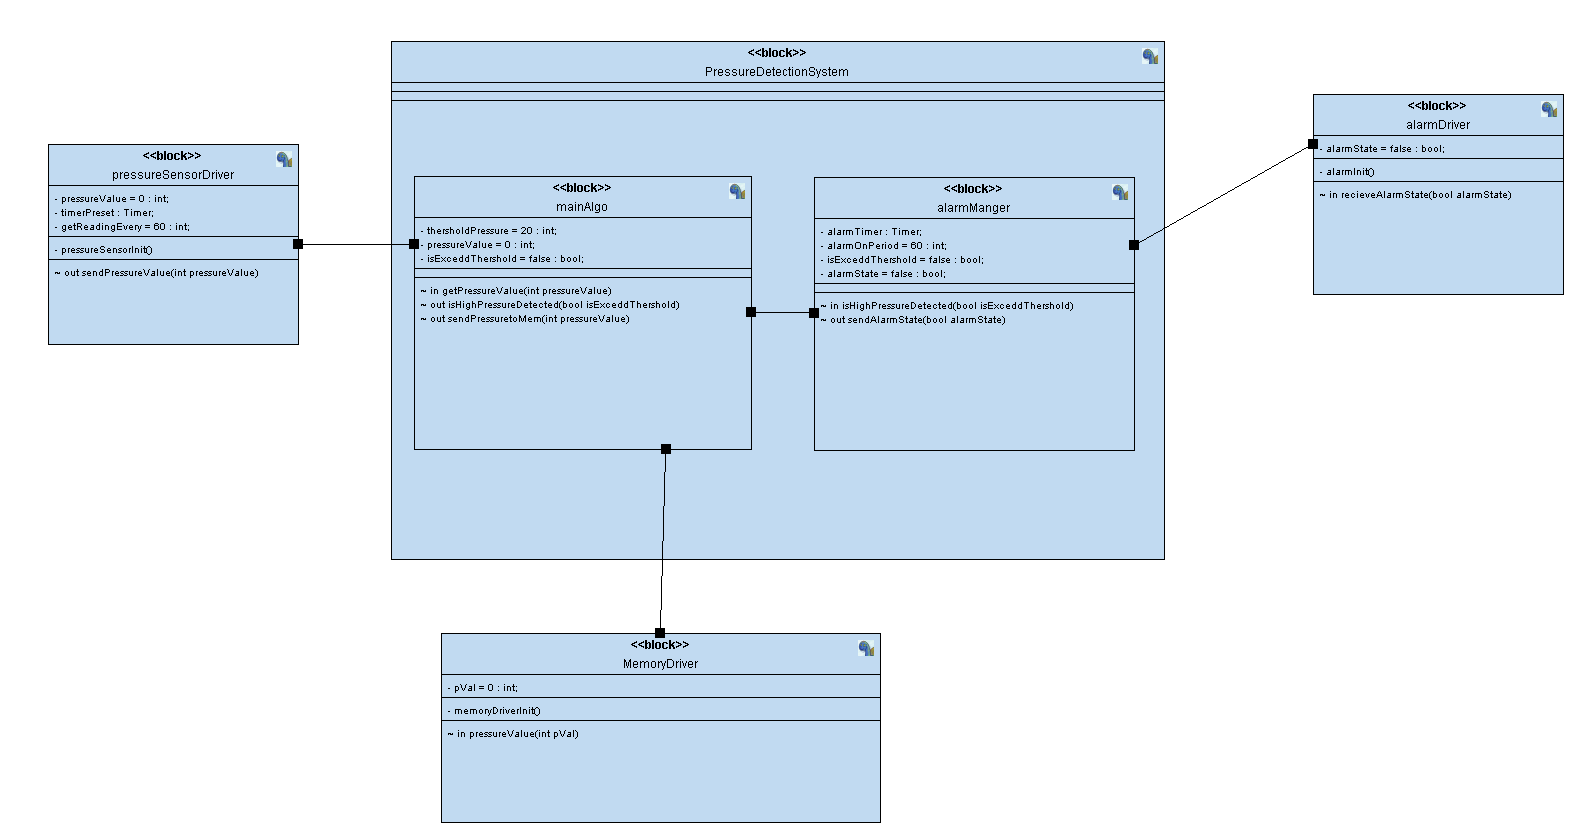 <<block>>
PressureDetectionSystem
<<block>>
pressureSensorDriver
- pressureValue = 0 : int;
- timerPreset : Timer;
- getReadingEvery = 60 : int;
- pressureSensorInit()
~ out sendPressureValue(int pressureValue)
<<block>>
mainAlgo
- thersholdPressure = 20 : int;
- pressureValue = 0 : int;
- isExceddThershold = false : bool;
~ in getPressureValue(int pressureValue)
~ out isHighPressureDetected(bool isExceddThershold)
~ out sendPressuretoMem(int pressureValue)
<<block>>
alarmManger
- alarmTimer : Timer;
- alarmOnPeriod = 60 : int;
- isExceddThershold = false : bool;
- alarmState = false : bool;
~ in isHighPressureDetected(bool isExceddThershold)
~ out sendAlarmState(bool alarmState)
<<block>>
alarmDriver
- alarmState = false : bool;
- alarmInit()
~ in recieveAlarmState(bool alarmState)
<<block>>
MemoryDriver
- pVal = 0 : int;
- memoryDriverInit()
~ in pressureValue(int pVal)